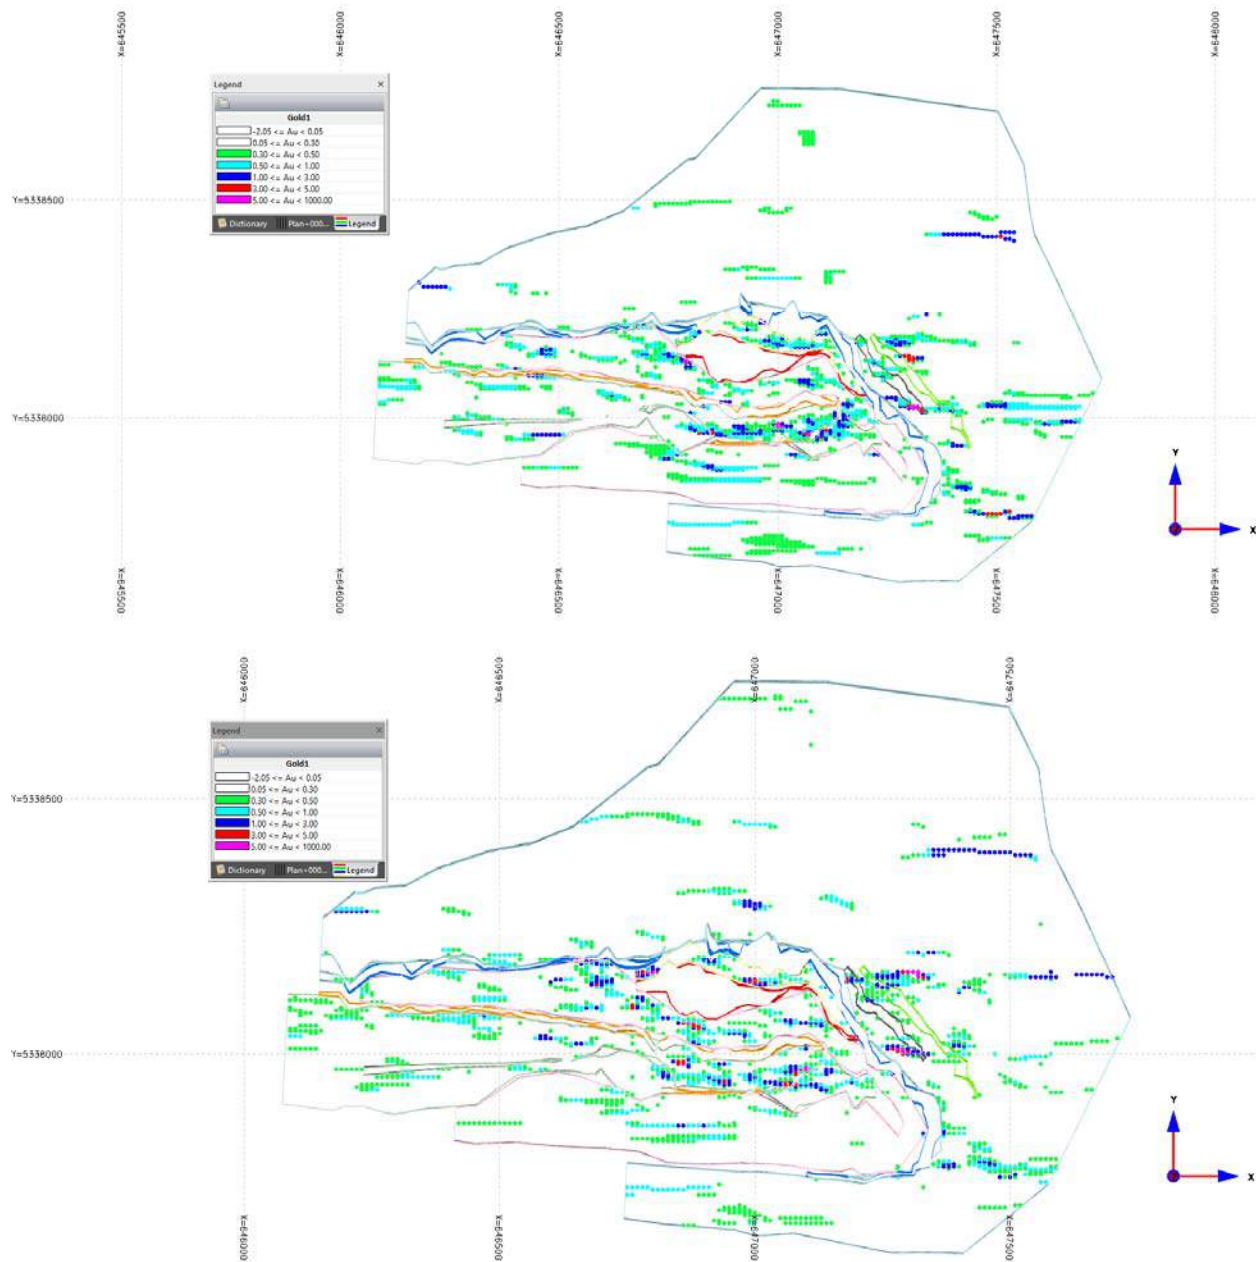 X=645500
X=646000
X=646500
X=647000
X=647500
X=648000
Legend
Gold1
-2.05 <= Au < 0.05
0.05 <= Au < 0.30
0.30 <= Au < 0.50
0.50 <= Au < 1.00
1.00 <= Au < 3.00
3.00 <= Au < 5.00
5.00 <= Au < 1000.00
Dictionary Plan-000... Legend
Y=5338500
Y=5338000
Y
X
X=645500
X=646000
X=646500
X=647000
X=647500
X=648000
X=646000
X=646500
X=647000
X=647500
Legend
Gold1
-2.05 <= Au < 0.05
0.05 <= Au < 0.30
0.30 <= Au < 0.50
0.50 <= Au < 1.00
1.00 <= Au < 3.00
3.00 <= Au < 5.00
5.00 <= Au < 1000.00
Dictionary Plan-000... Legend
Y=5338500
Y=5338000
Y
X
X=646000
X=646500
X=647000
X=647500